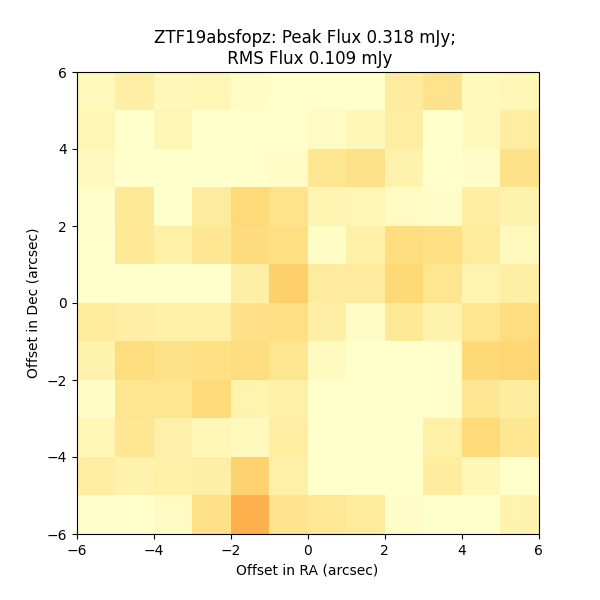 ZTF19absfopz: Peak Flux 0.318 mJy;
RMS Flux 0.109 mJy
6
4
2
0
−2
−4
−6
Offset in Dec (arcsec)
−6 −4 −2 0 2 4 6
Offset in RA (arcsec)